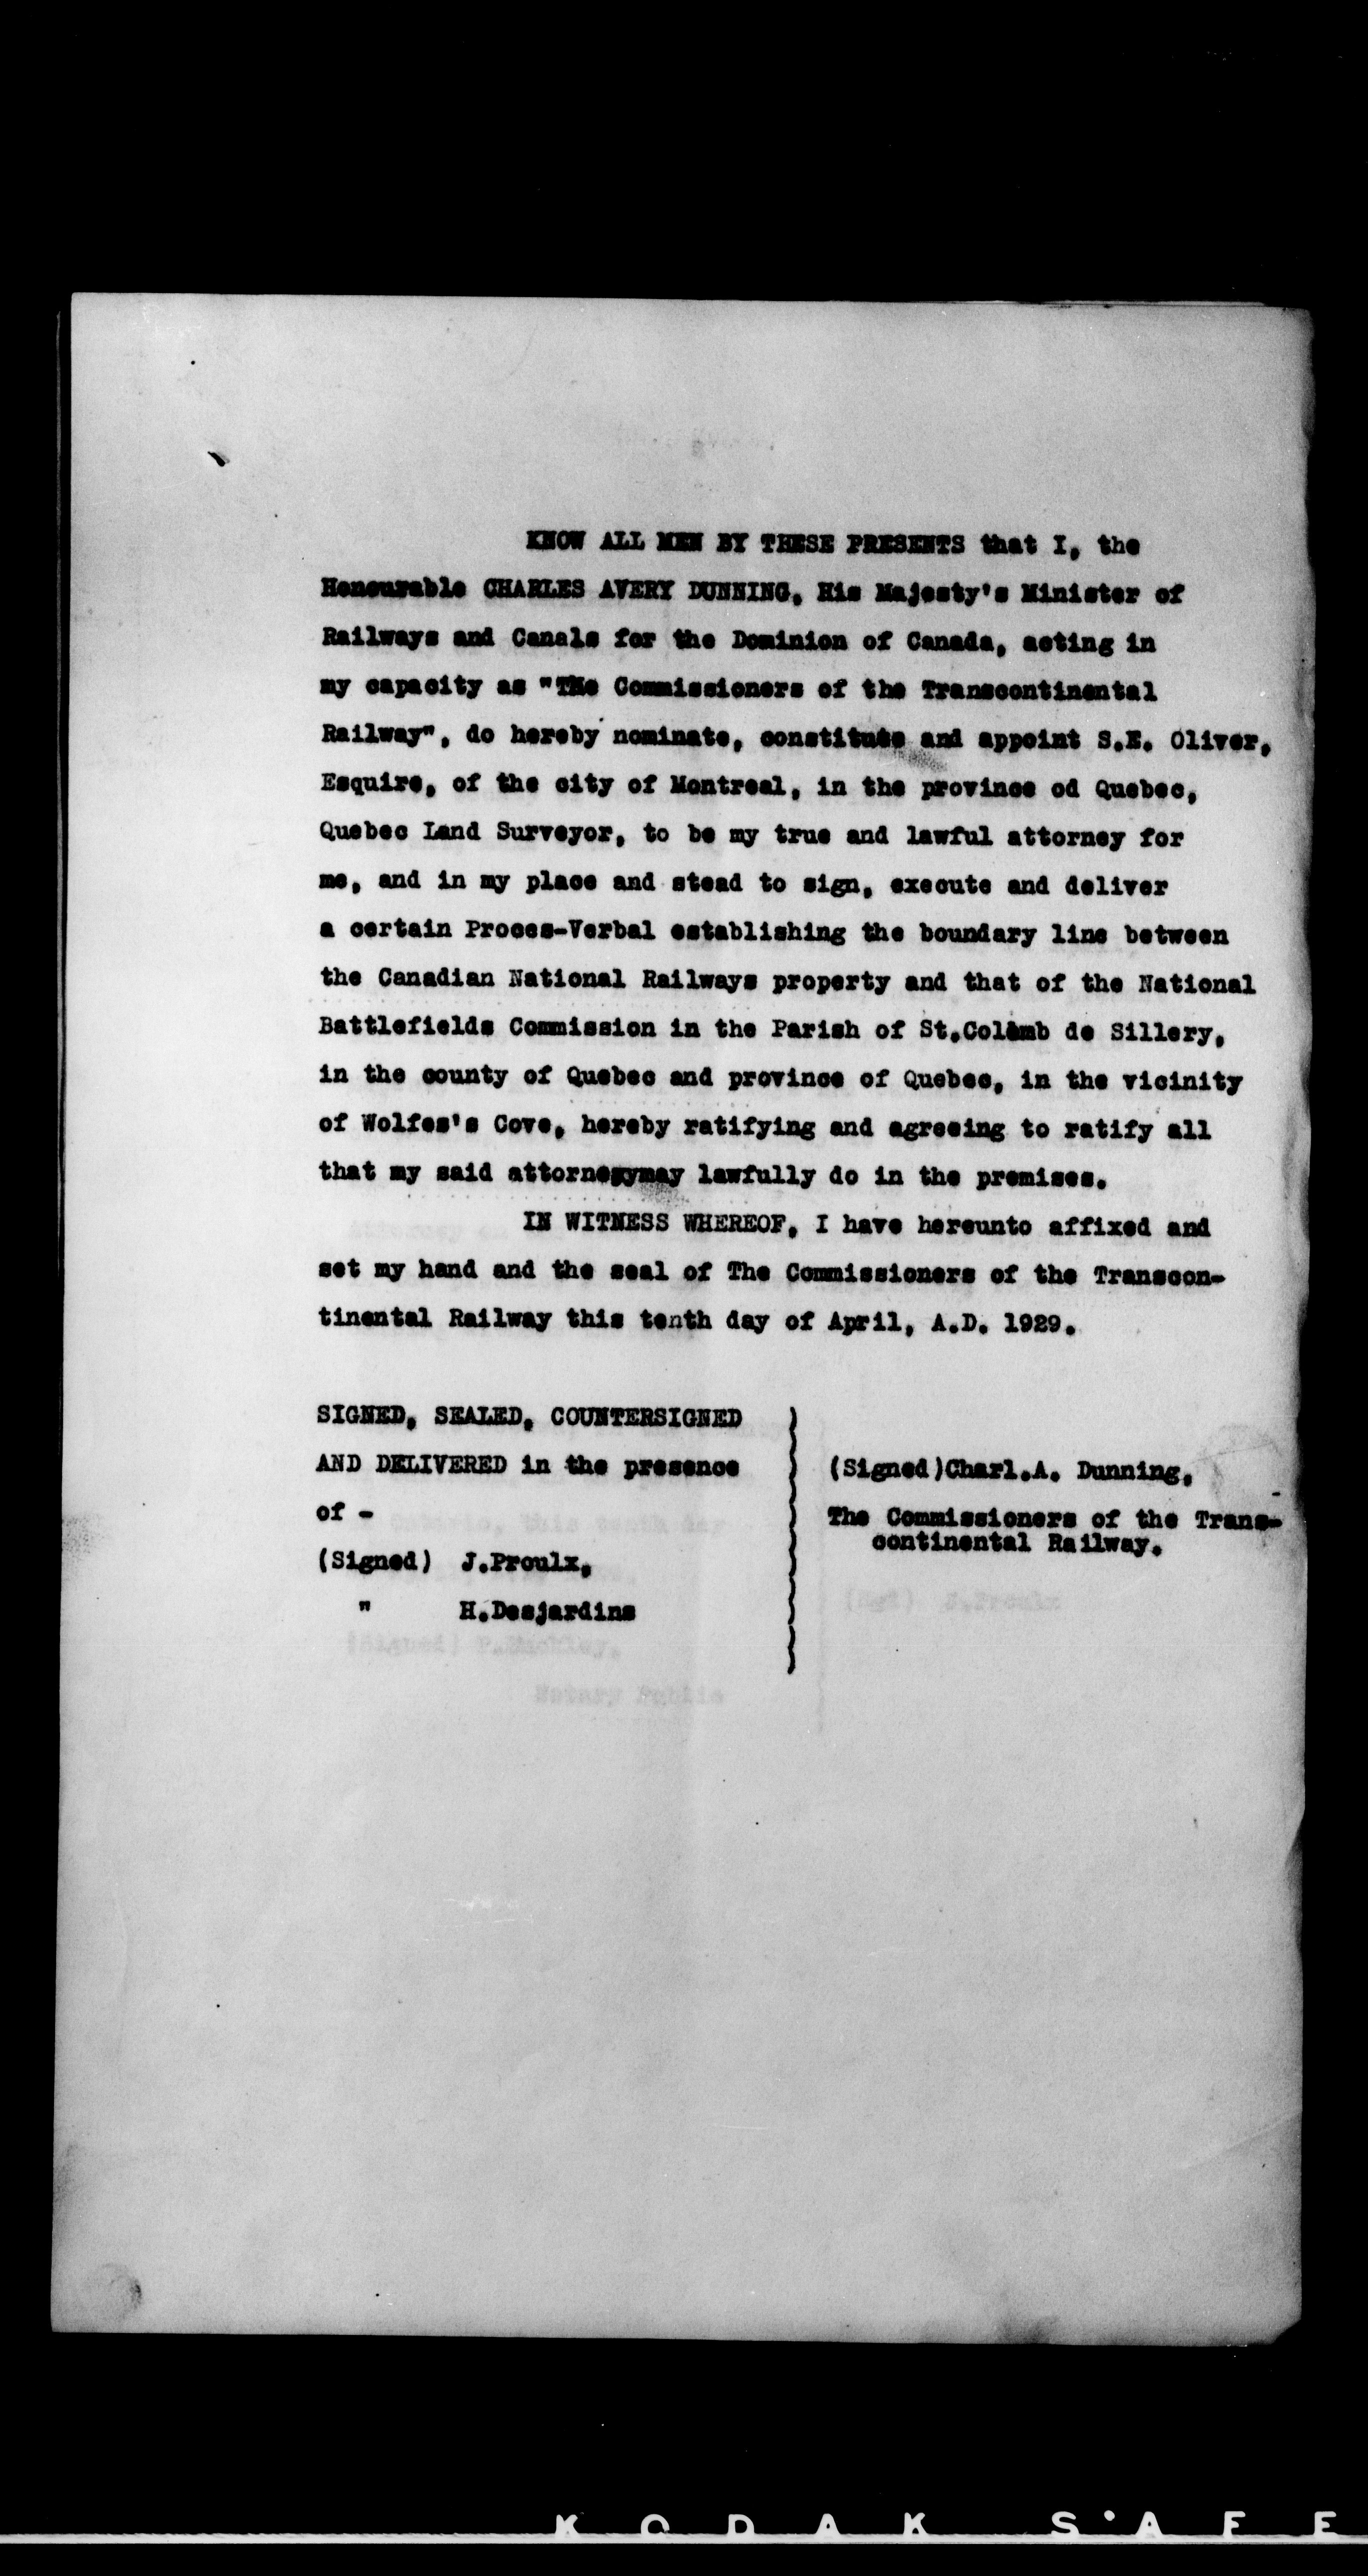 KNOW ALL MEN BY THESE PRESENTS that I, the
Honourable CHARLES AVERY DUNNING, His Majesty's Minister of
Railways and Canals for the Dominion of Canada, acting in
my capacity as "The Commissioners of the Transcontinental
Railway", do hereby nominate, constitute and appoint S.E. Oliver,
Esquire, of the city of Montreal, in the province od Quebec,
Quebec Land Surveyor, to be my true and lawful attorney for
me, and in my place and stead to sign, execute and deliver
a certain Proces-Verbal establishing the boundary line between
the Canadian National Railways property and that of the National
Battlefields Commission in the Parish of St.Colomb de Sillery,
in the county of Quebec and province of Quebec, in the vicinity
of Wolfes's Cove, hereby ratifying and agreeing to ratify all
that my said attorneymay lawfully do in the premises.
IN WITNESS WHEREOF, I have hereunto affixed and
set my hand and the seal of The Commissioners of the Transcon-
tinental Railway this tenth day of April, A.D. 1929.
SIGNED, SEALED, COUNTERSIGNED
AND DELIVERED in the presence
of -
(Signed) J.Proulx,
" H.Desjardins
(Signed)Charl.A. Dunning,
The Commissioners of the Trans-
continental Railway.
KODAK SAFE